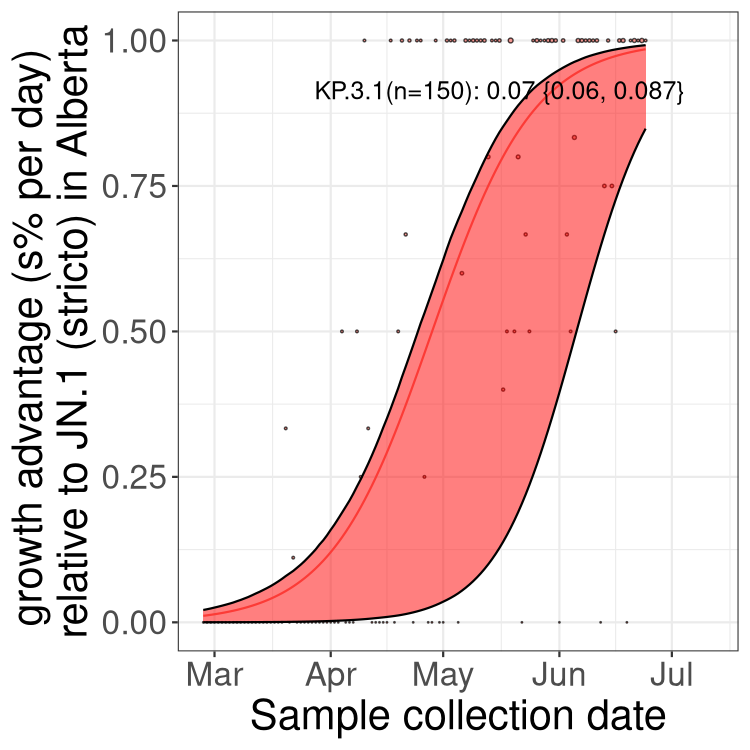 growth advantage (s% per day)
relative to JN.1 (stricto) in Alberta
1.00
0.75
0.50
0.25
0.00
KP.3.1(n=150): 0.07 {0.06, 0.087}
Mar Apr May Jun Jul
Sample collection date